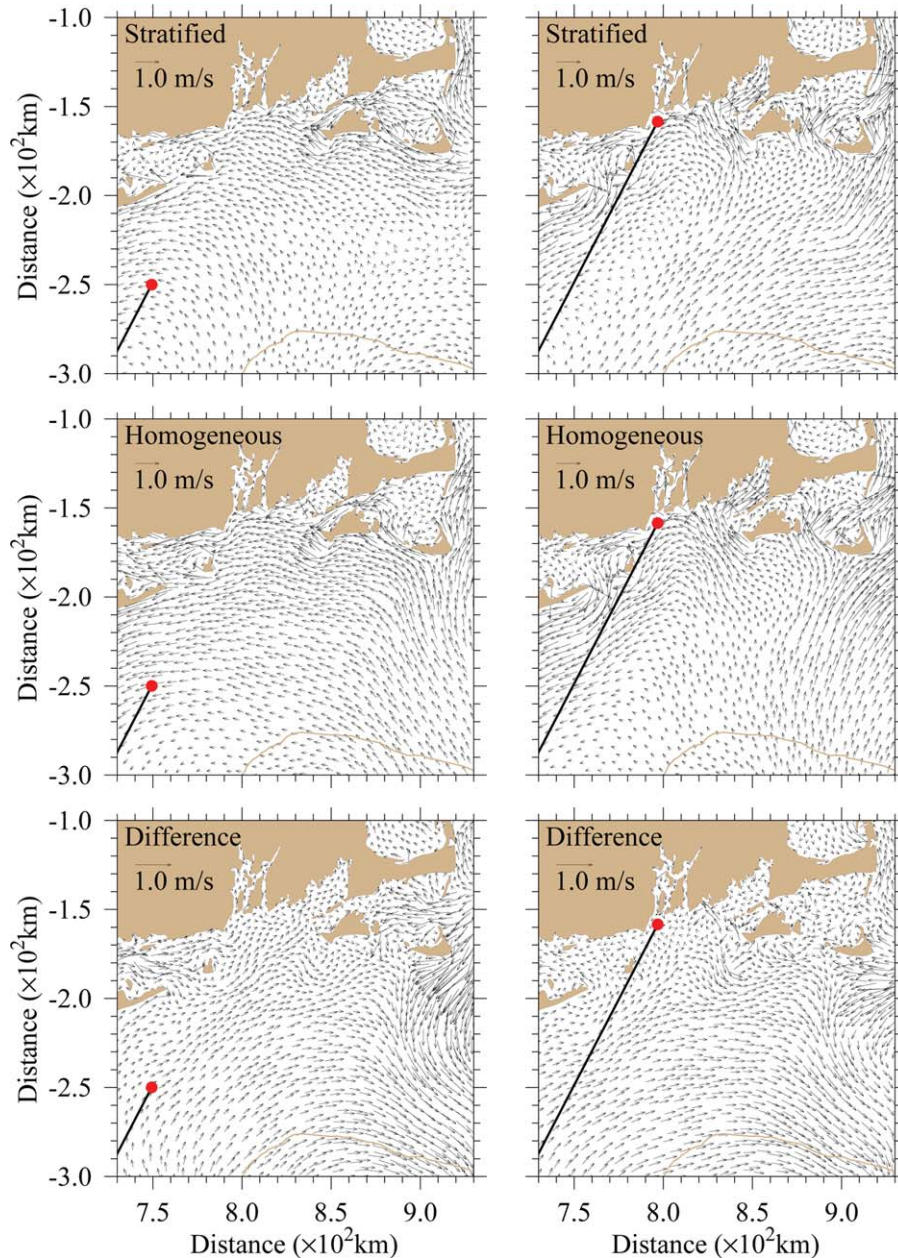 Stratified
1.0 m/s
Stratified
1.0 m/s
-1.0
-1.5
-2.0
-2.5
-3.0
Distance (×10²km)
Homogeneous
1.0 m/s
Homogeneous
1.0 m/s
-1.0
-1.5
-2.0
-2.5
-3.0
Distance (×10²km)
Difference
1.0 m/s
Difference
1.0 m/s
-1.0
-1.5
-2.0
-2.5
-3.0
Distance (×10²km)
7.5 8.0 8.5 9.0
7.5 8.0 8.5 9.0
Distance (×10²km)
Distance (×10²km)